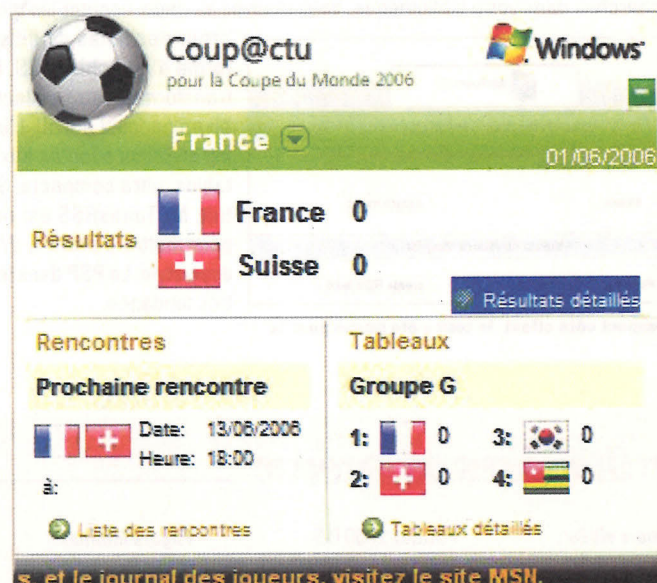 Coup@ctu
pour la Coupe du Monde 2006
Windows
France
01/06/2006
Résultats
France 0
Suisse 0
Résultats détaillés
Rencontres
Prochaine rencontre
Date: 13/06/2006
Heure: 18:00
à:
Liste des rencontres
Tableaux
Groupe G
1: 0 3: 0
2: 0 4: 0
Tableaux détaillés
s, et le journal des joueurs, visitez le site MSN